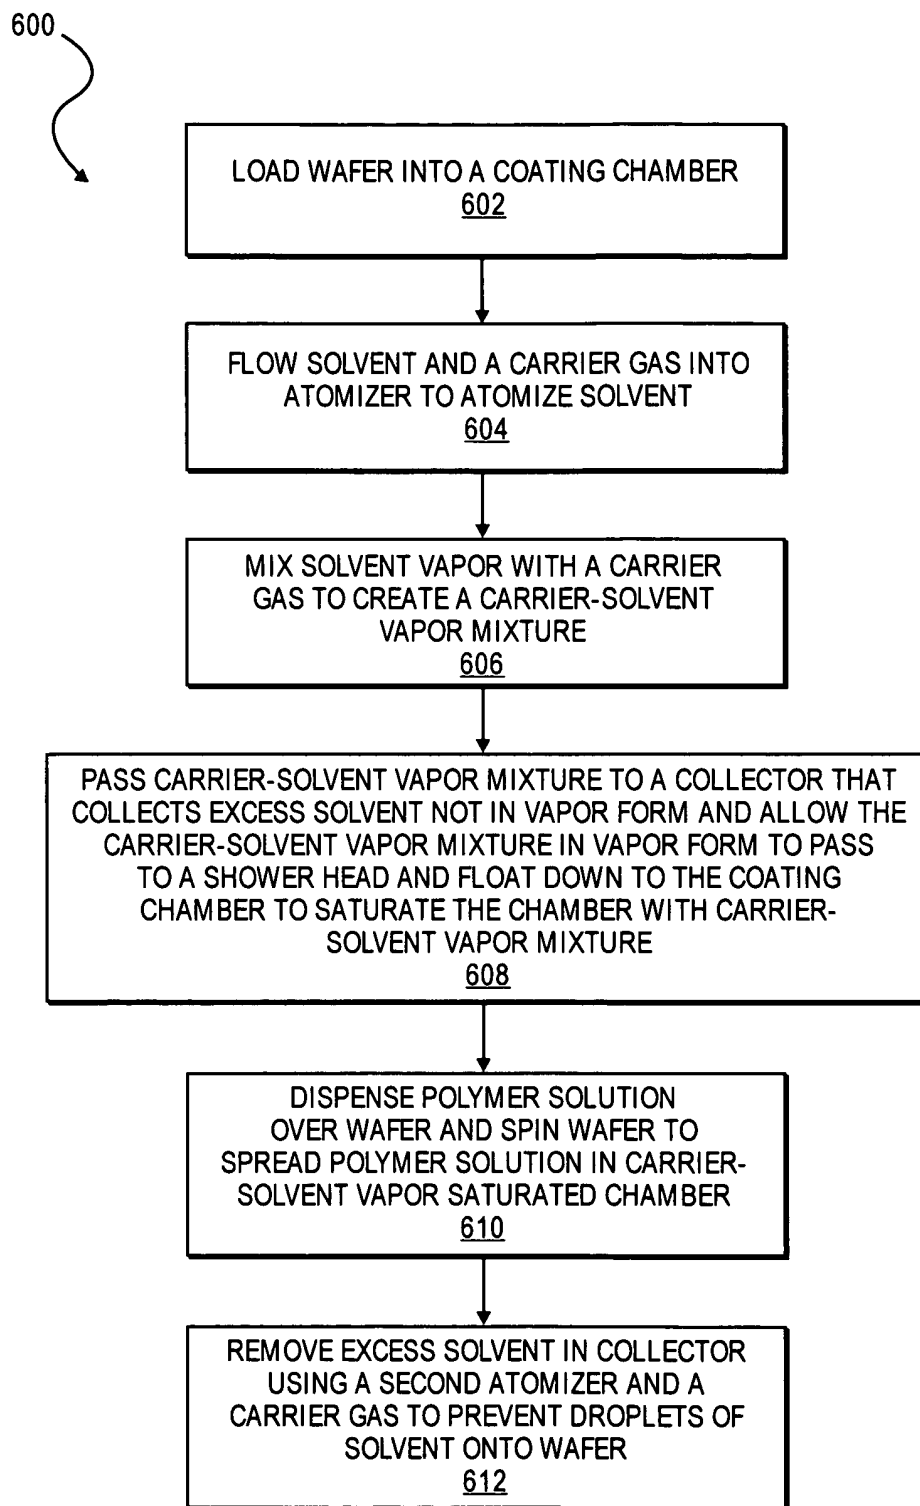 600
LOAD WAFER INTO A COATING CHAMBER
602
FLOW SOLVENT AND A CARRIER GAS INTO
ATOMIZER TO ATOMIZE SOLVENT
604
MIX SOLVENT VAPOR WITH A CARRIER
GAS TO CREATE A CARRIER-SOLVENT
VAPOR MIXTURE
606
PASS CARRIER-SOLVENT VAPOR MIXTURE TO A COLLECTOR THAT
COLLECTS EXCESS SOLVENT NOT IN VAPOR FORM AND ALLOW THE
CARRIER-SOLVENT VAPOR MIXTURE IN VAPOR FORM TO PASS
TO A SHOWER HEAD AND FLOAT DOWN TO THE COATING
CHAMBER TO SATURATE THE CHAMBER WITH CARRIER-
SOLVENT VAPOR MIXTURE
608
DISPENSE POLYMER SOLUTION
OVER WAFER AND SPIN WAFER TO
SPREAD POLYMER SOLUTION IN CARRIER-
SOLVENT VAPOR SATURATED CHAMBER
610
REMOVE EXCESS SOLVENT IN COLLECTOR
USING A SECOND ATOMIZER AND A
CARRIER GAS TO PREVENT DROPLETS OF
SOLVENT ONTO WAFER
612